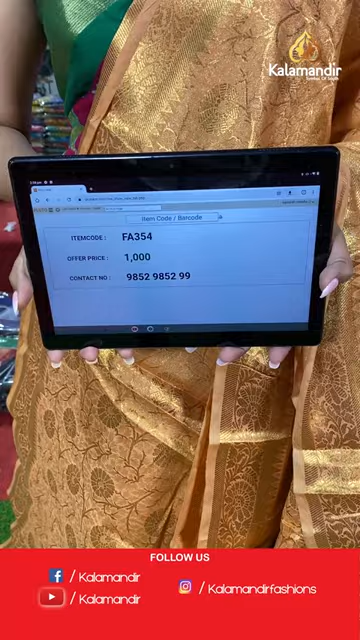 Kalamandir
Item Code / Barcode
ITEMCODE : FA354
OFFER PRICE : 1,000
CONTACT NO : 9852 9852 99
FOLLOW US
/ Kalamandir
/ Kalamandirfashions
/ Kalamandir